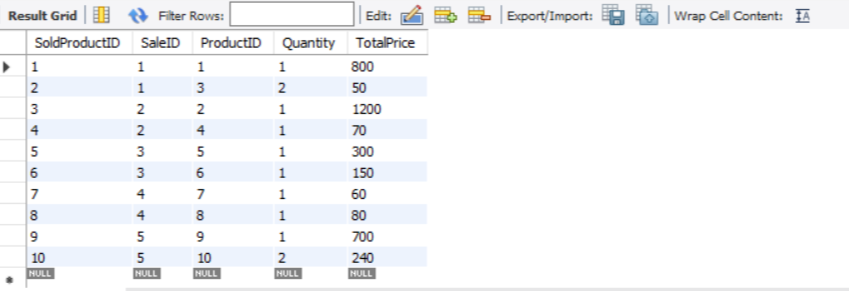 Result Grid Filter Rows: Edit: Export/Import: Wrap Cell Content: IA
SoldProductID SaleID ProductID Quantity TotalPrice
1 1 1 1 800
2 1 3 2 50
3 2 2 1 1200
4 2 4 1 70
5 3 5 1 300
6 3 6 1 150
7 4 7 1 60
8 4 8 1 80
9 5 9 1 700
10 5 10 2 240
NULL NULL NULL NULL NULL